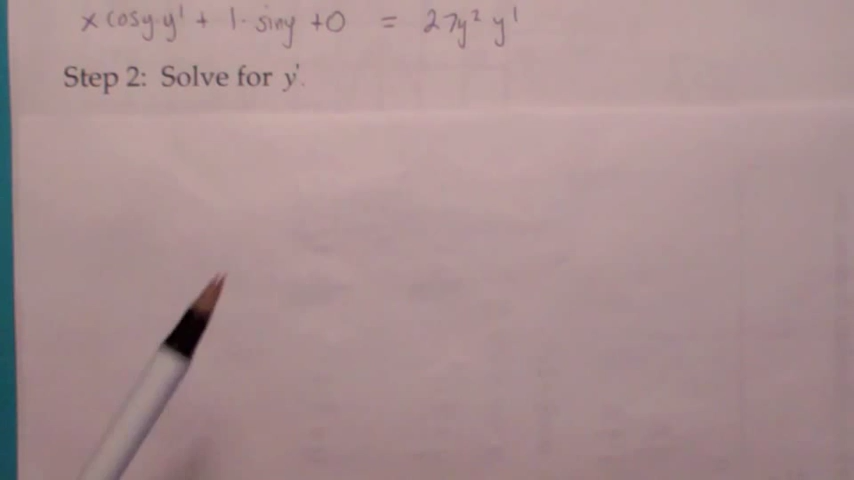 x cosy·y' + 1· siny +0 = 27y² y'
Step 2: Solve for y'.